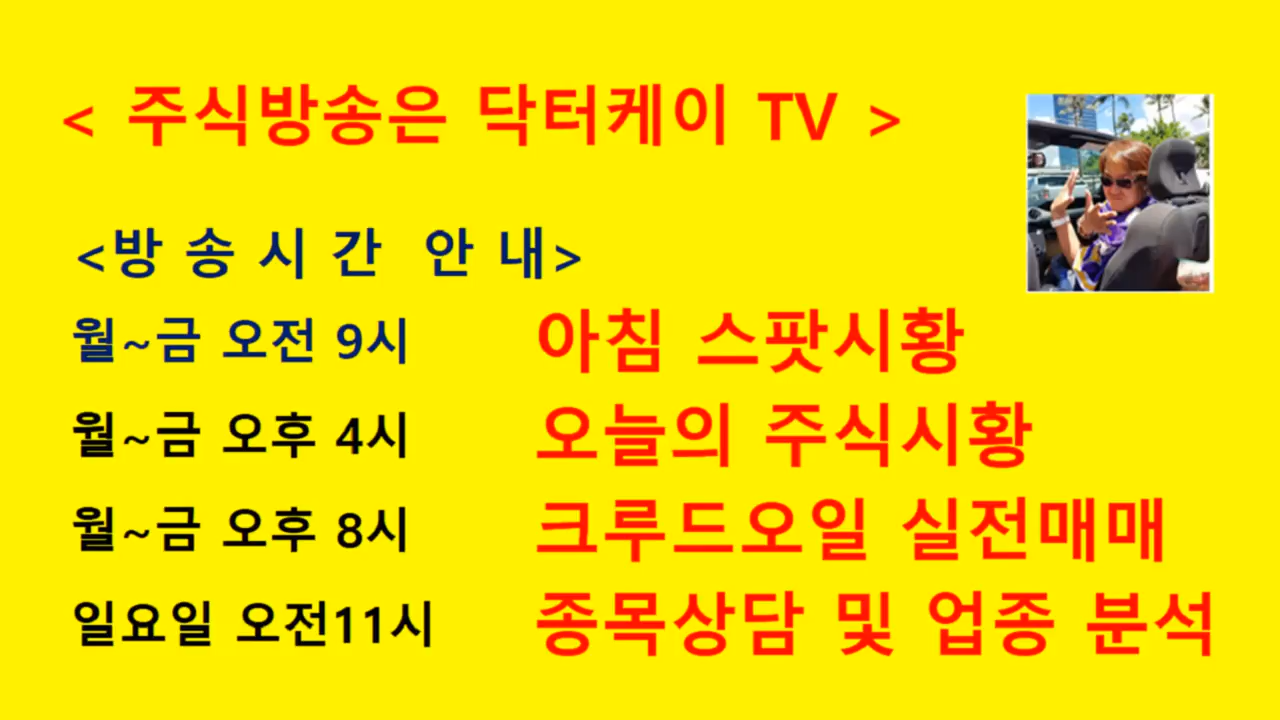 < 주식방송은 닥터케이 TV >
<방 송 시 간 안 내>
월~금 오전 9시 아침 스팟시황
월~금 오후 4시 오늘의 주식시황
월~금 오후 8시 크루드오일 실전매매
일요일 오전11시 종목상담 및 업종 분석